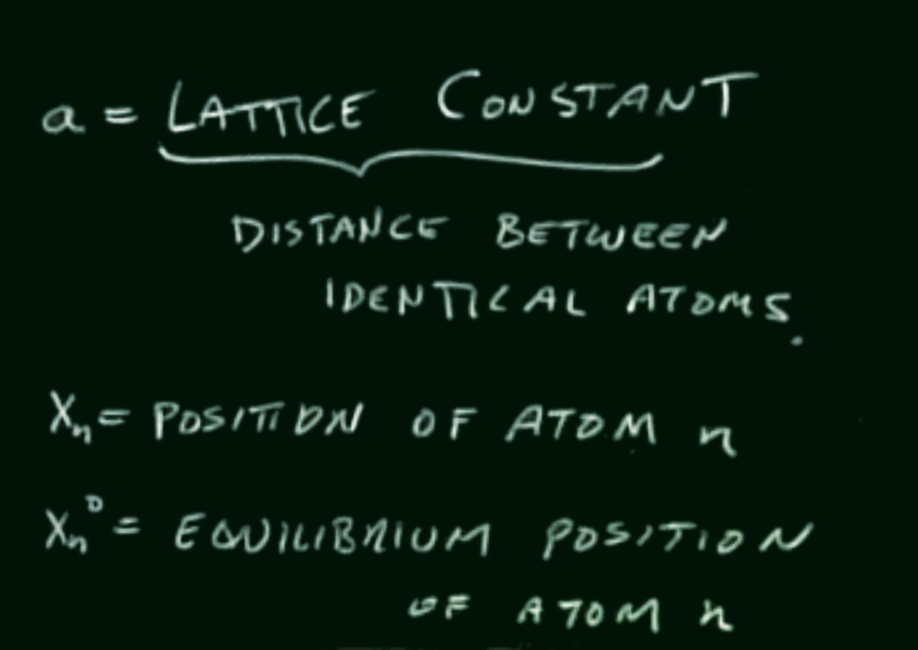 a = LATTICE CONSTANT
DISTANCE BETWEEN
IDENTICAL ATOMS.
Xn = POSITION OF ATOM n
Xn⁰ = EQUILIBRIUM POSITION
OF ATOM n